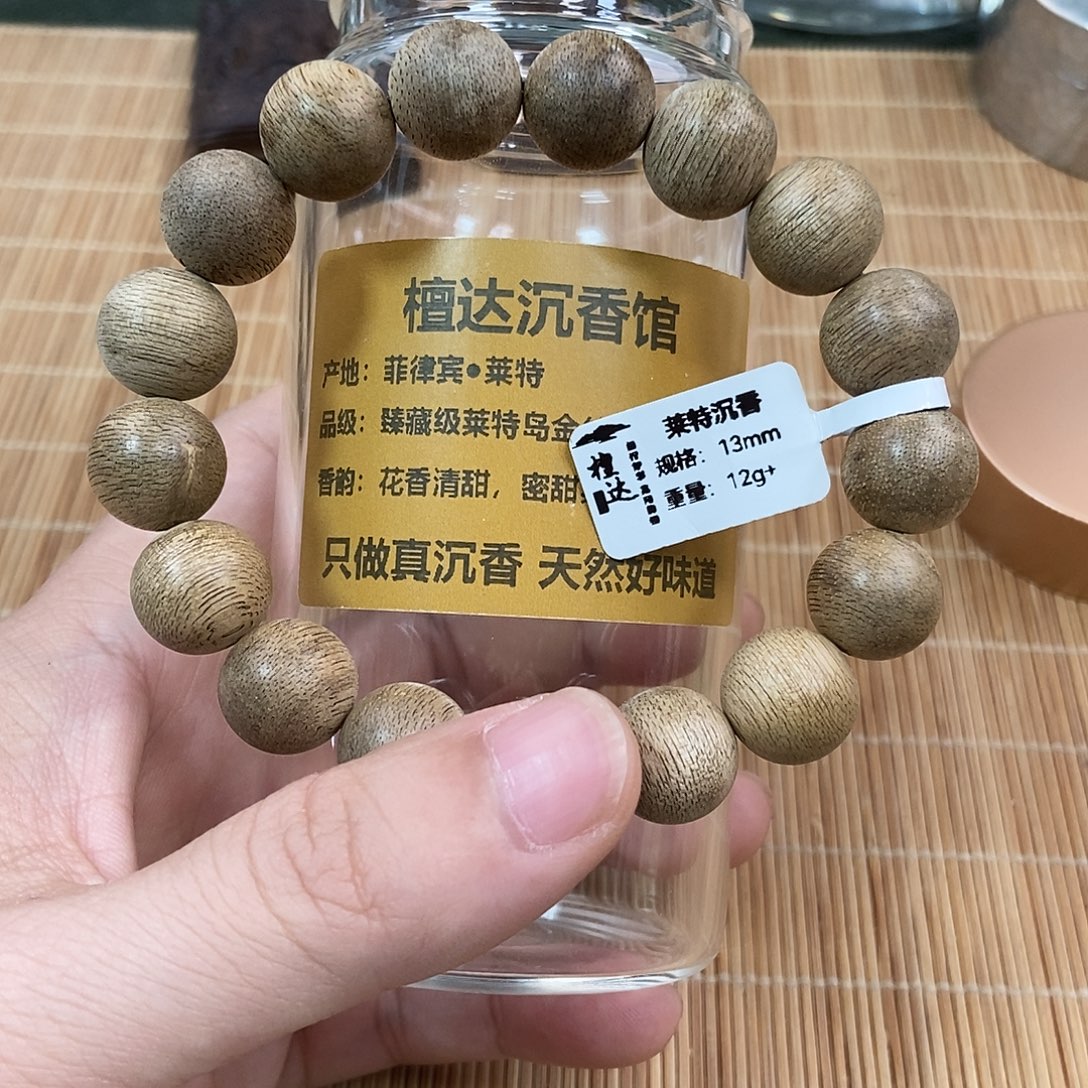 檀达沉香馆
产地：菲律宾•莱特
品级：臻藏级莱特岛金
香韵：花香清甜，蜜甜
只做真沉香 天然好味道
莱特沉香
规格：13mm
重量：12g+
檀达